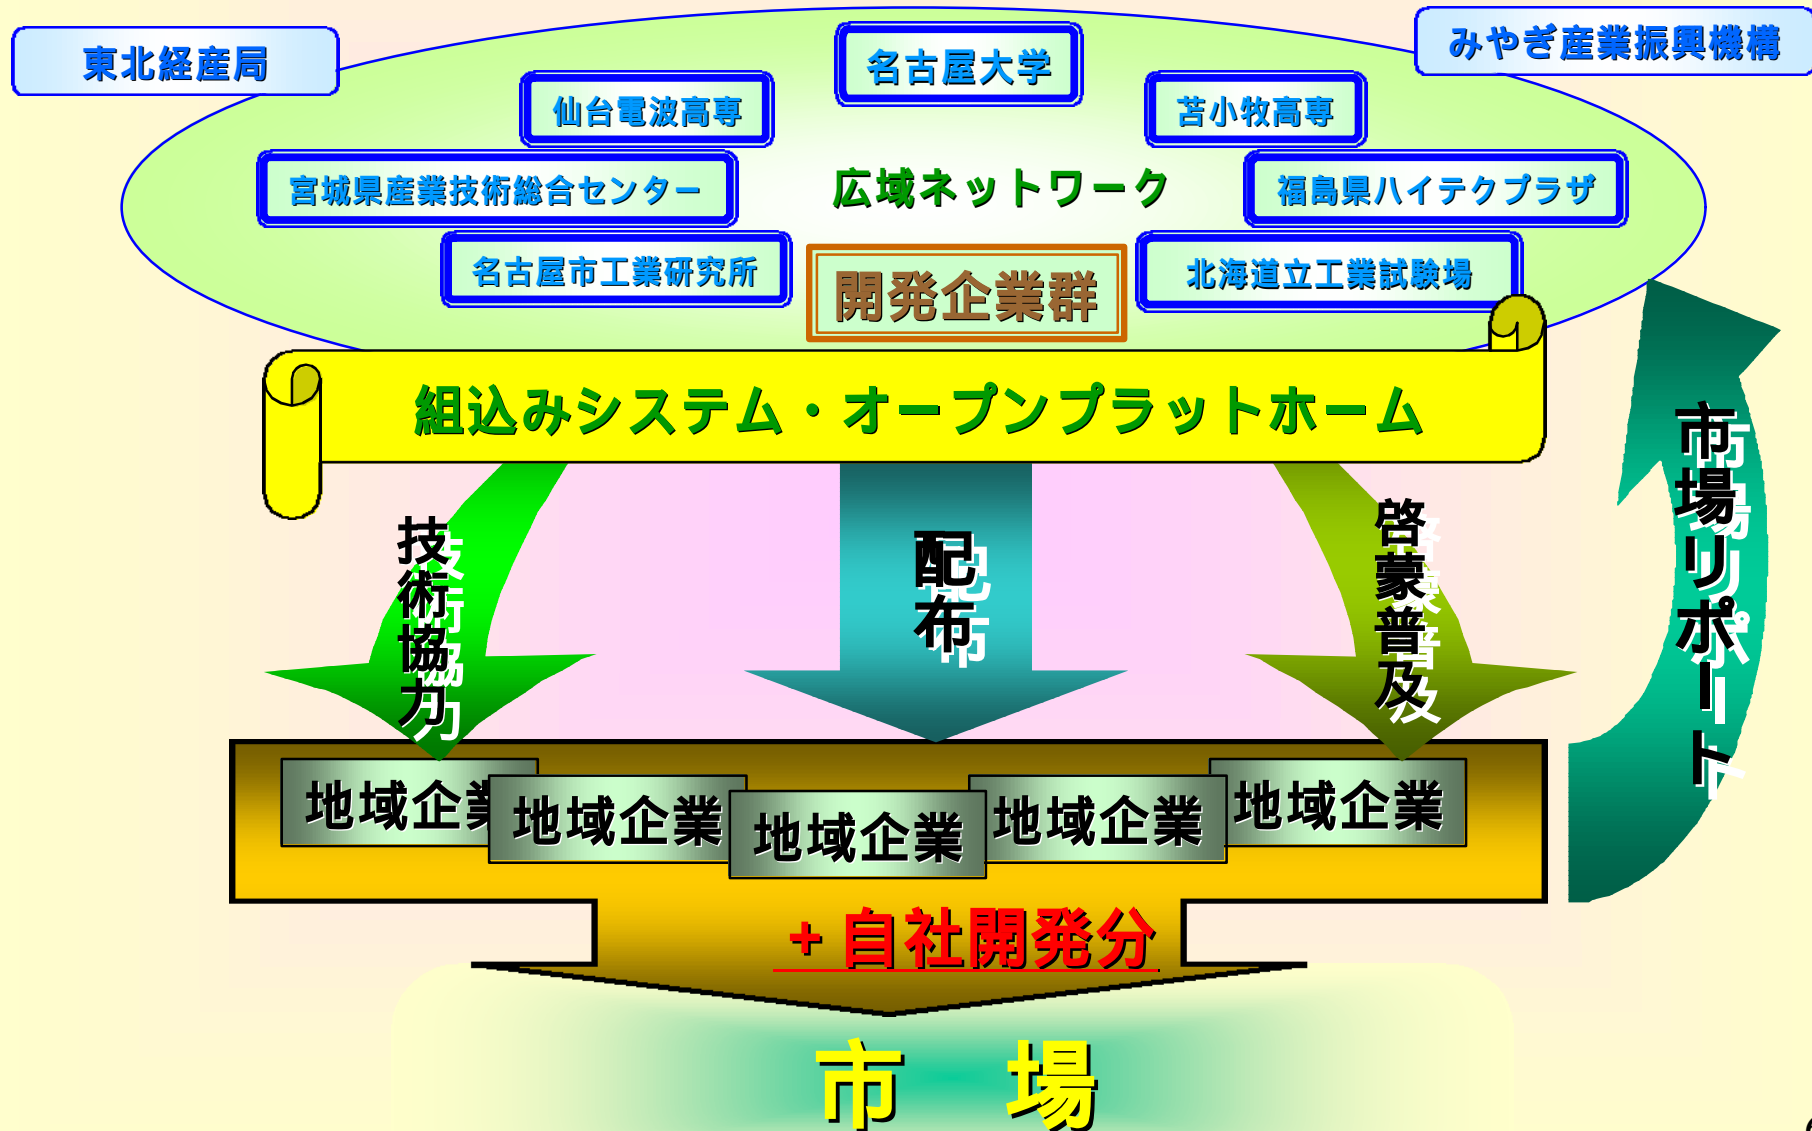 東北経産局
みやぎ産業振興機構
名古屋大学
仙台電波高専
苫小牧高専
宮城県産業技術総合センター
広域ネットワーク
福島県ハイテクプラザ
名古屋市工業研究所
開発企業群
北海道立工業試験場
組込みシステム・オープンプラットホーム
技術協力
配布
啓蒙普及
市場リポート
地域企業
地域企業
地域企業
地域企業
地域企業
+自社開発分
市　場